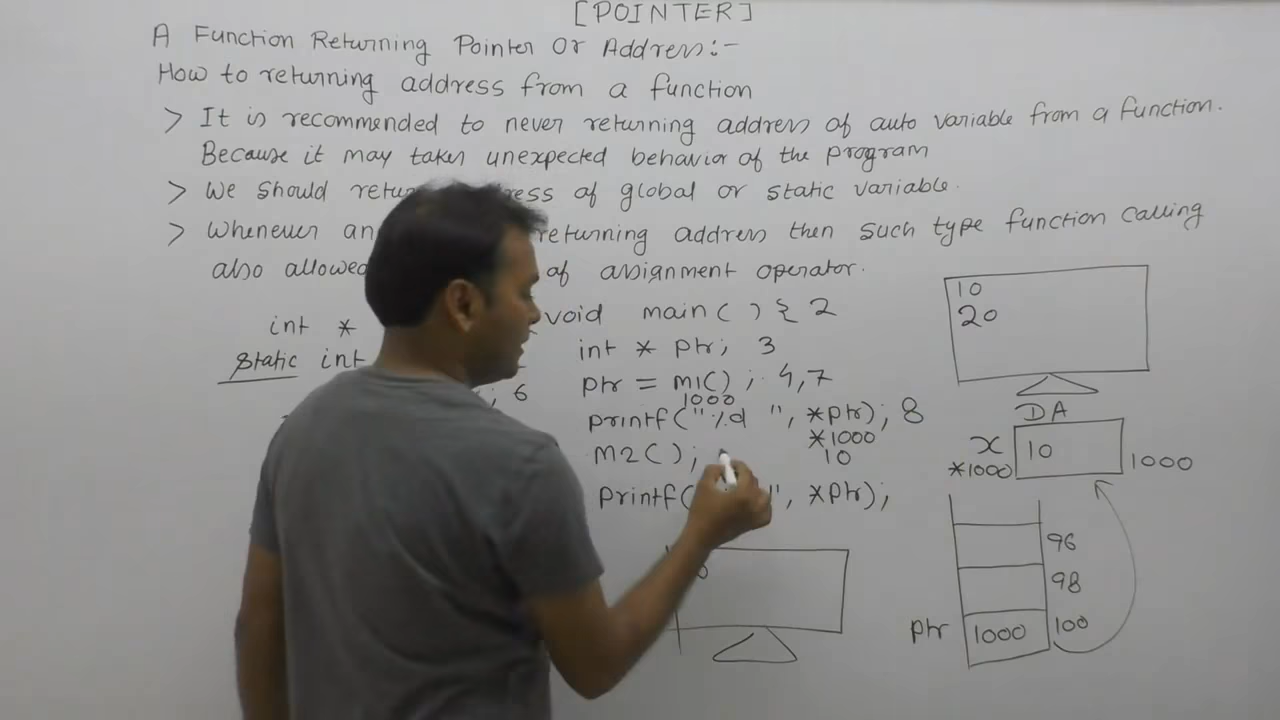 [POINTER]
A Function Returning Pointer Or Address:-
How to returning address from a function
> It is recommended to never returning address of auto variable from a function.
Because it may takes unexpected behavior of the program
> We should of global or static variable.
> Whenever an returning address then such type function calling
also allowed of assignment operator.
int *
static int
; 6
void main() { 2
int * ptr; 3
ptr = m1(); 4,7
1000
printf("%d ", *ptr); 8
*1000
10
m2();
printf( ", *ptr);
10
20
DA
x 10
*1000 1000
96
98
ptr 1000 100